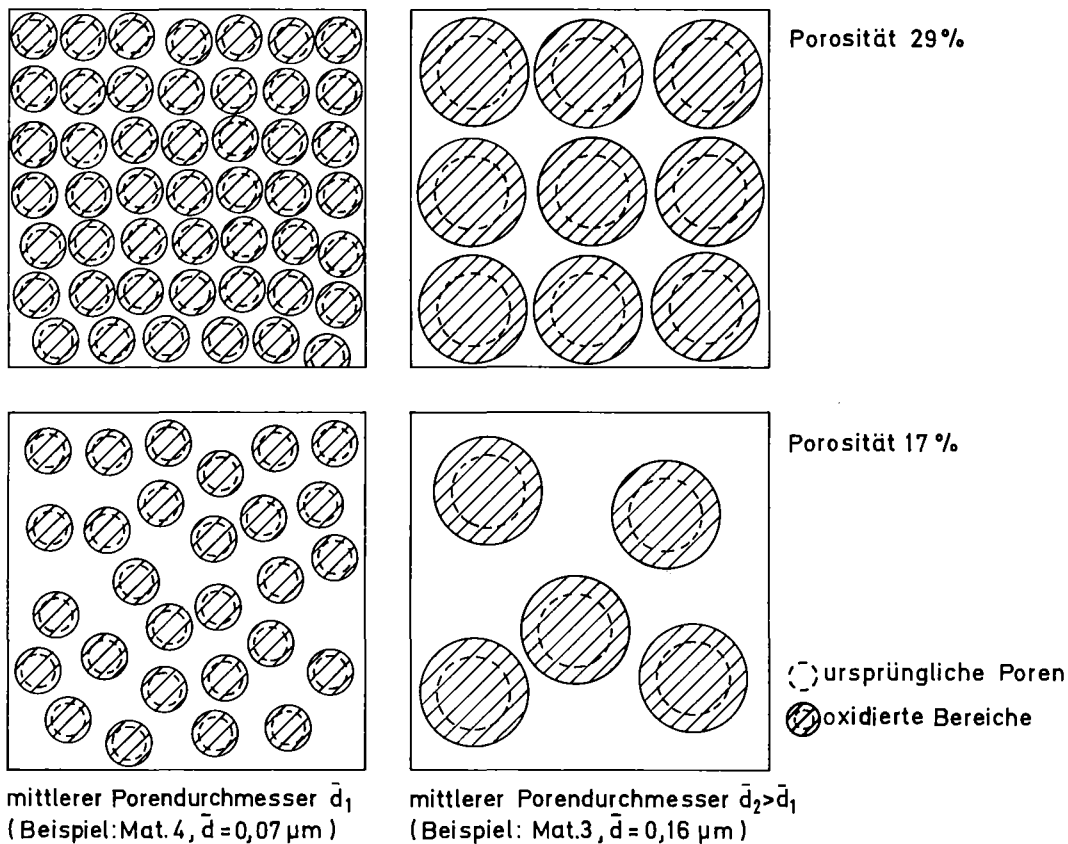 Porosität 29%
Porosität 17%
ursprüngliche Poren
oxidierte Bereiche
mittlerer Porendurchmesser d̄₁
(Beispiel: Mat. 4, d̄ = 0,07 µm)
mittlerer Porendurchmesser d̄₂>d̄₁
(Beispiel: Mat. 3, d̄ = 0,16 µm)